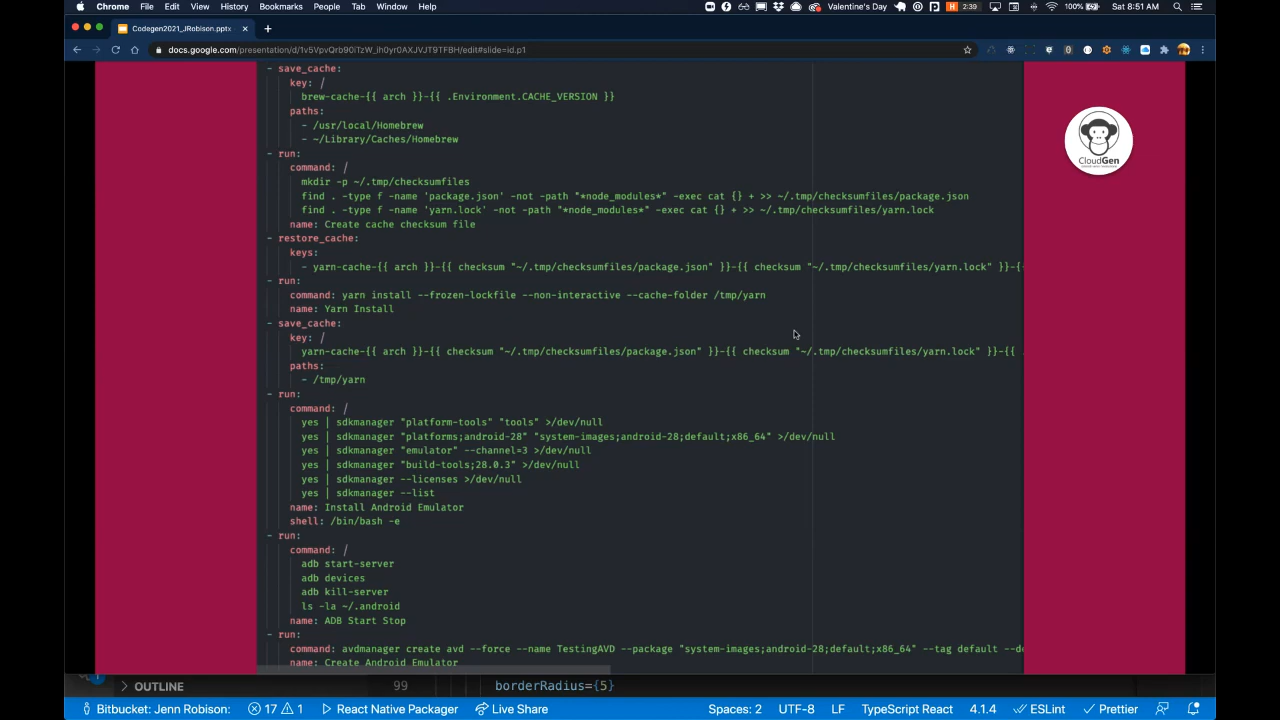 Chrome File Edit View History Bookmarks People Tab Window Help
Valentine's Day
2:39
100%
Sat 8:51 AM
Codegen2021_JRobison.pptx
docs.google.com/presentation/d/1v5VpvQrb90iTzW_ih0yr0AXJVJT9TFBH/edit#slide=id.p1
- save_cache:
key: /
brew-cache-{{ arch }}-{{ .Environment.CACHE_VERSION }}
paths:
- /usr/local/Homebrew
- ~/Library/Caches/Homebrew
- run:
command: /
mkdir -p ~/.tmp/checksumfiles
find . -type f -name 'package.json' -not -path "*node_modules*" -exec cat {} + >> ~/.tmp/checksumfiles/package.json
find . -type f -name 'yarn.lock' -not -path "*node_modules*" -exec cat {} + >> ~/.tmp/checksumfiles/yarn.lock
name: Create cache checksum file
- restore_cache:
keys:
- yarn-cache-{{ arch }}-{{ checksum "~/.tmp/checksumfiles/package.json" }}-{{ checksum "~/.tmp/checksumfiles/yarn.lock" }}-{
- run:
command: yarn install --frozen-lockfile --non-interactive --cache-folder /tmp/yarn
name: Yarn Install
- save_cache:
key: /
yarn-cache-{{ arch }}-{{ checksum "~/.tmp/checksumfiles/package.json" }}-{{ checksum "~/.tmp/checksumfiles/yarn.lock" }}-{{ .
paths:
- /tmp/yarn
- run:
command: /
yes | sdkmanager "platform-tools" "tools" >/dev/null
yes | sdkmanager "platforms;android-28" "system-images;android-28;default;x86_64" >/dev/null
yes | sdkmanager "emulator" --channel=3 >/dev/null
yes | sdkmanager "build-tools;28.0.3" >/dev/null
yes | sdkmanager --licenses >/dev/null
yes | sdkmanager --list
name: Install Android Emulator
shell: /bin/bash -e
- run:
command: /
adb start-server
adb devices
adb kill-server
ls -la ~/.android
name: ADB Start Stop
- run:
command: avdmanager create avd --force --name TestingAVD --package "system-images;android-28;default;x86_64" --tag default --de
name: Create Android Emulator
CloudGen
OUTLINE
99 borderRadius={5}
Bitbucket: Jenn Robison: 17 1 React Native Packager Live Share Spaces: 2 UTF-8 LF TypeScript React 4.1.4 ESLint Prettier